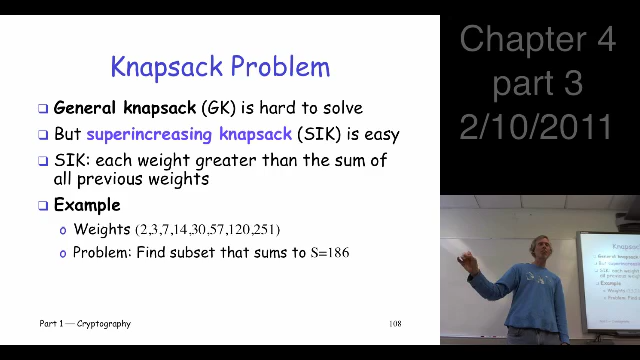 Knapsack Problem
General knapsack (GK) is hard to solve
But superincreasing knapsack (SIK) is easy
SIK: each weight greater than the sum of
all previous weights
Example
Weights (2,3,7,14,30,57,120,251)
Problem: Find subset that sums to S=186
Part 1 — Cryptography
108
Chapter 4
part 3
2/10/2011